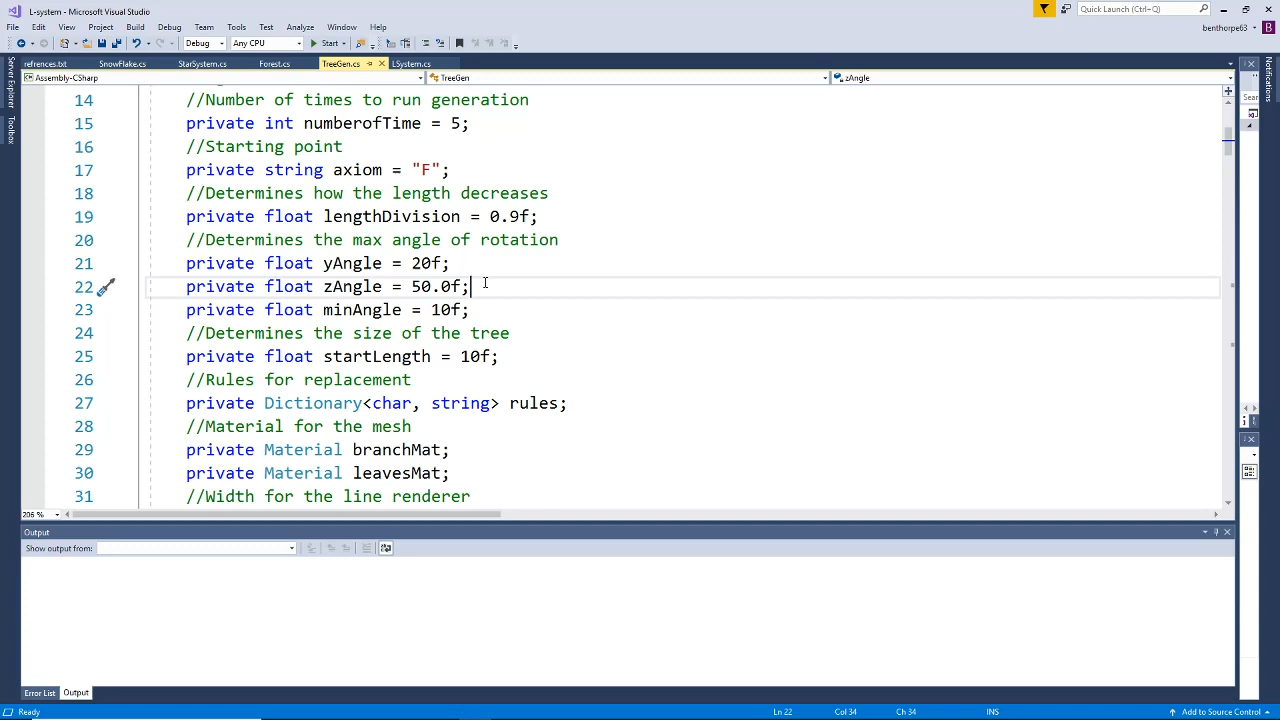 L-system - Microsoft Visual Studio
Quick Launch (Ctrl+Q)
File Edit View Project Build Debug Team Tools Test Analyze Window Help
benthorpe63 B
Debug Any CPU Start
refrences.txt SnowFlake.cs StarSystem.cs Forest.cs TreeGen.cs LSystem.cs
Server Explorer
Toolbox
Notifications
Assembly-CSharp TreeGen zAngle
Sear
14 //Number of times to run generation
15 private int numberofTime = 5;
16 //Starting point
17 private string axiom = "F";
18 //Determines how the length decreases
19 private float lengthDivision = 0.9f;
20 //Determines the max angle of rotation
21 private float yAngle = 20f;
22 private float zAngle = 50.0f;
23 private float minAngle = 10f;
24 //Determines the size of the tree
25 private float startLength = 10f;
26 //Rules for replacement
27 private Dictionary<char, string> rules;
28 //Material for the mesh
29 private Material branchMat;
30 private Material leavesMat;
31 //Width for the line renderer
206 %
Output
Show output from:
Error List Output
Ready Ln 22 Col 34 Ch 34 INS Add to Source Control